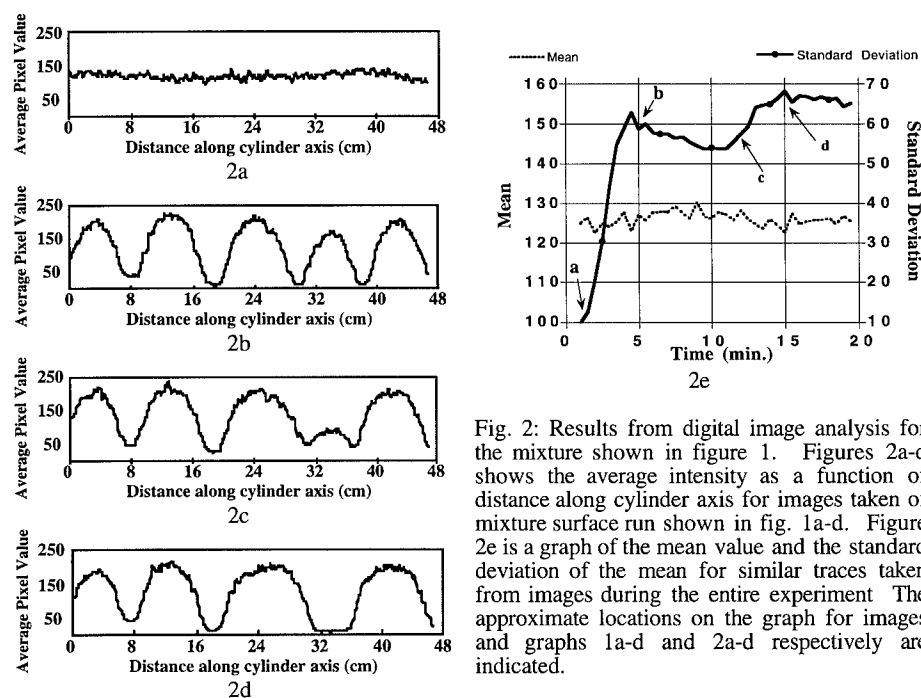 Average Pixel Value
250
150
50
0 8 16 24 32 40 48
Distance along cylinder axis (cm)
2a
Average Pixel Value
250
150
50
0 8 16 24 32 40 48
Distance along cylinder axis (cm)
2b
Average Pixel Value
250
150
50
0 8 16 24 32 40 48
Distance along cylinder axis (cm)
2c
Average Pixel Value
250
150
50
0 8 16 24 32 40 48
Distance along cylinder axis (cm)
2d
Mean
Standard Deviation
160
150
140
130
120
110
100
Mean
70
60
50
40
30
20
10
Standard Deviation
a
b
c
d
0 5 10 15 20
Time (min.)
2e
Fig. 2: Results from digital image analysis for
the mixture shown in figure 1. Figures 2a-d
shows the average intensity as a function of
distance along cylinder axis for images taken of
mixture surface run shown in fig. 1a-d. Figure
2e is a graph of the mean value and the standard
deviation of the mean for similar traces taken
from images during the entire experiment The
approximate locations on the graph for images
and graphs 1a-d and 2a-d respectively are
indicated.